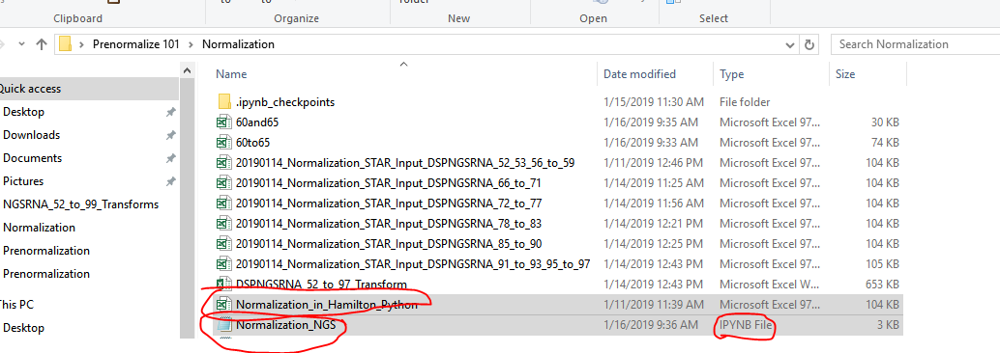 to to folder
Clipboard Organize New Open Select
Prenormalize 101 Normalization Search Normalization
Name Date modified Type Size
Quick access
.ipynb_checkpoints 1/15/2019 11:30 AM File folder
Desktop
60and65 1/16/2019 9:35 AM Microsoft Excel 97... 30 KB
Downloads
60to65 1/16/2019 9:33 AM Microsoft Excel 97... 74 KB
Documents
20190114_Normalization_STAR_Input_DSPNGSRNA_52_53_56_to_59 1/11/2019 12:46 PM Microsoft Excel 97... 104 KB
Pictures
20190114_Normalization_STAR_Input_DSPNGSRNA_66_to_71 1/14/2019 11:25 AM Microsoft Excel 97... 104 KB
NGSRNA_52_to_99_Transforms
20190114_Normalization_STAR_Input_DSPNGSRNA_72_to_77 1/14/2019 11:56 AM Microsoft Excel 97... 104 KB
Normalization
20190114_Normalization_STAR_Input_DSPNGSRNA_78_to_83 1/14/2019 12:21 PM Microsoft Excel 97... 104 KB
Prenormalization
20190114_Normalization_STAR_Input_DSPNGSRNA_85_to_90 1/14/2019 12:25 PM Microsoft Excel 97... 104 KB
Prenormalization
20190114_Normalization_STAR_Input_DSPNGSRNA_91_to_93_95_to_97 1/14/2019 12:43 PM Microsoft Excel 97... 105 KB
DSPNGSRNA_52_to_97_Transform 1/14/2019 12:43 PM Microsoft Excel W... 653 KB
This PC
Normalization_in_Hamilton_Python 1/11/2019 11:39 AM Microsoft Excel 97... 104 KB
Desktop
Normalization_NGS 1/16/2019 9:36 AM IPYNB File 3 KB